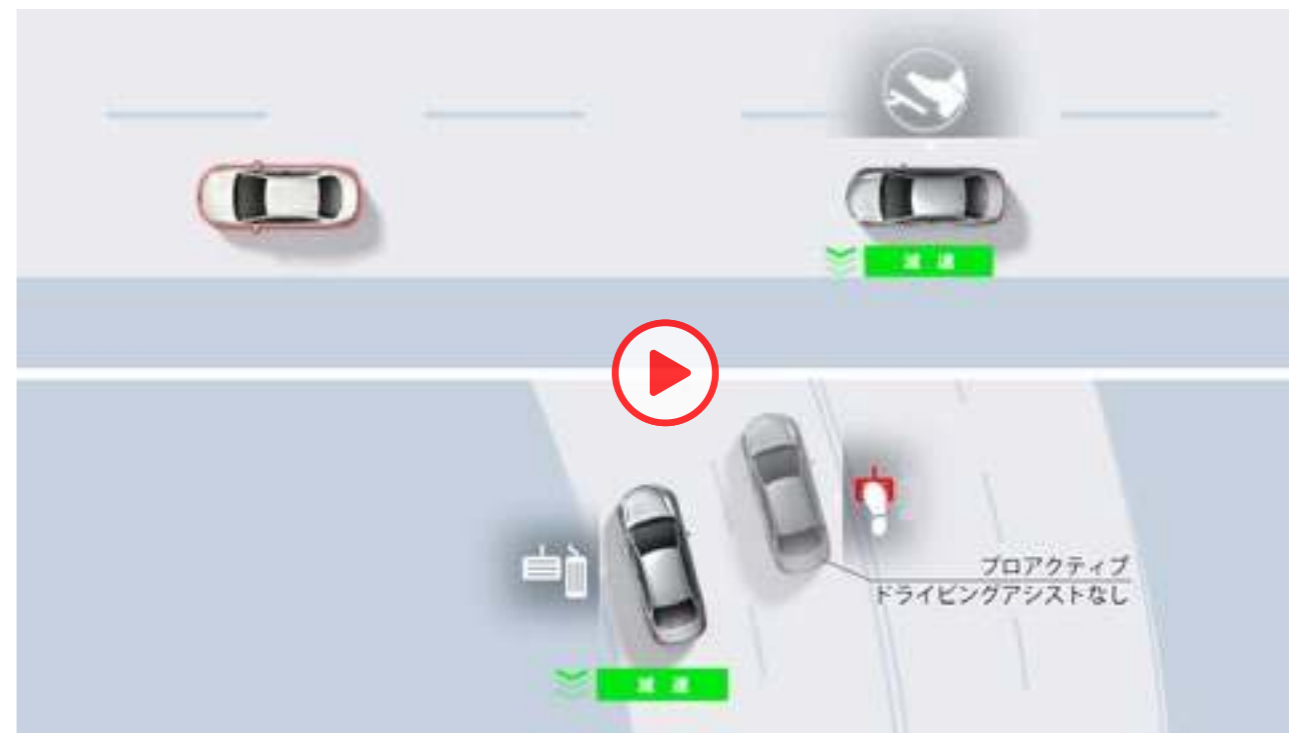 減速
プロアクティブ
ドライビングアシストなし
減速